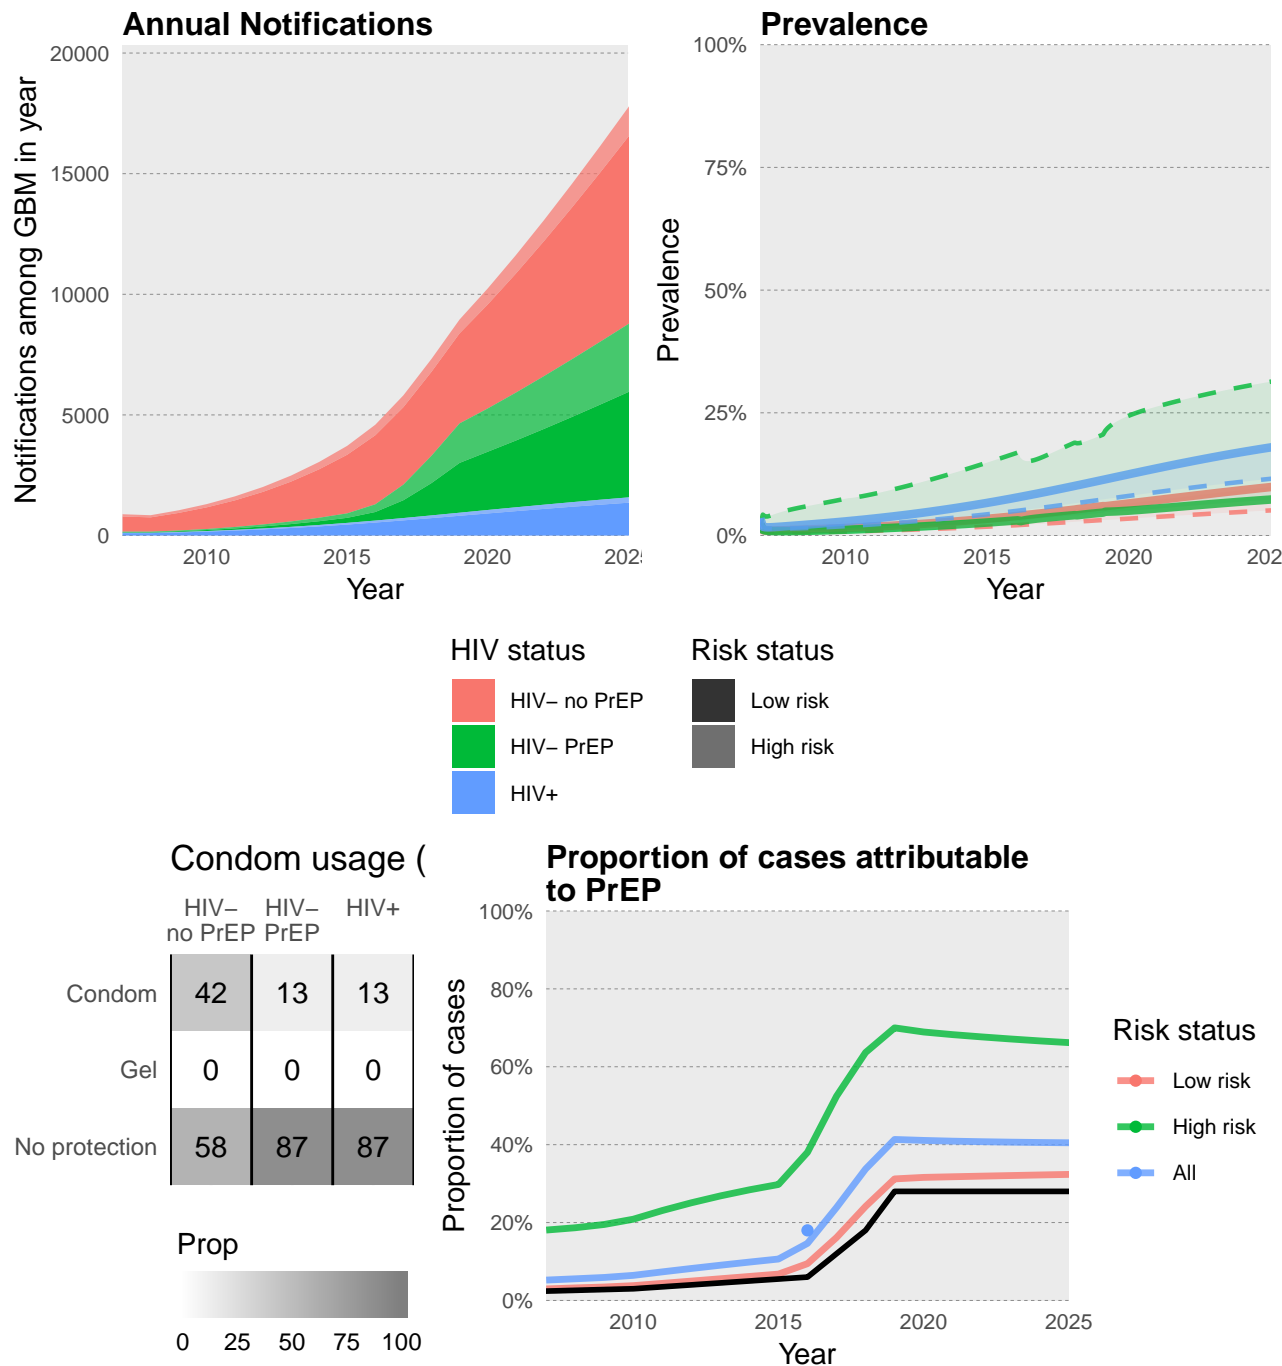 Annual Notifications
Notifications among GBM in year
20000
15000
10000
5000
0
2010
2015
2020
2025
Year
Prevalence
Prevalence
100%
75%
50%
25%
0%
2010
2015
2020
202
Year
HIV status
HIV− no PrEP
HIV− PrEP
HIV+
Risk status
Low risk
High risk
Condom usage (
HIV−
no PrEP
HIV−
PrEP
HIV+
Condom
42
13
13
Gel
0
0
0
No protection
58
87
87
Prop
0
25
50
75
100
Proportion of cases attributable
to PrEP
Proportion of cases
100%
80%
60%
40%
20%
0%
2010
2015
2020
2025
Year
Risk status
Low risk
High risk
All